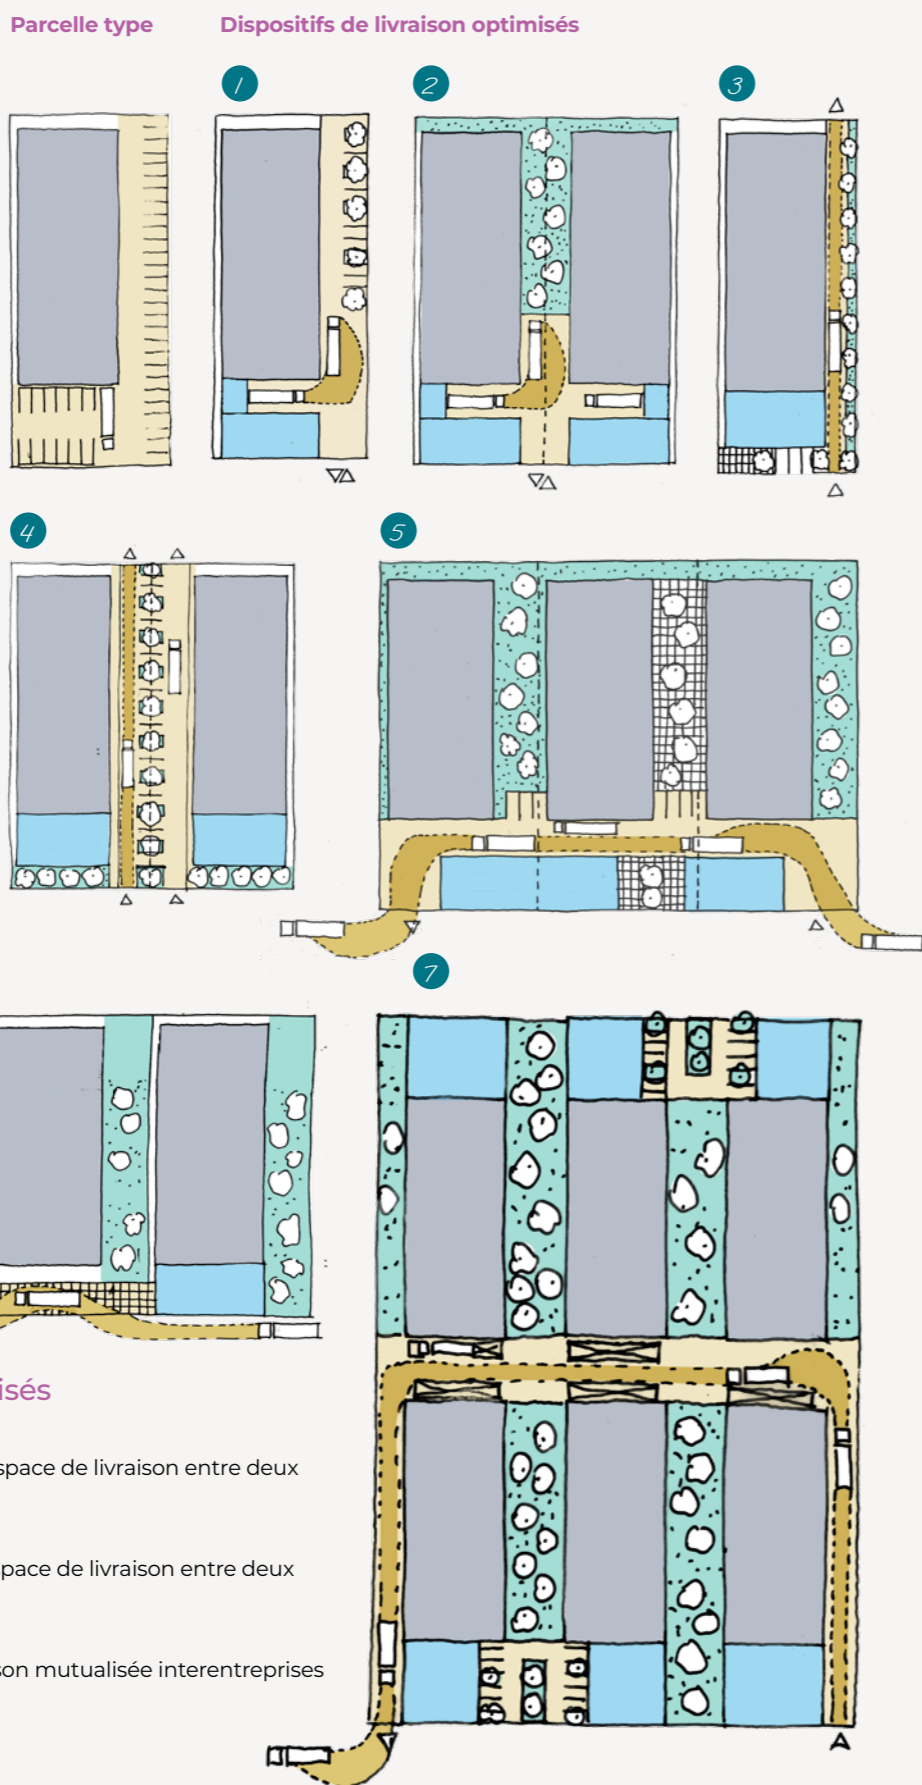 Parcelle type
Dispositifs de livraison optimisés
1
2
3
4
5
7
isés
space de livraison entre deux
pace de livraison entre deux
son mutualisée interentreprises